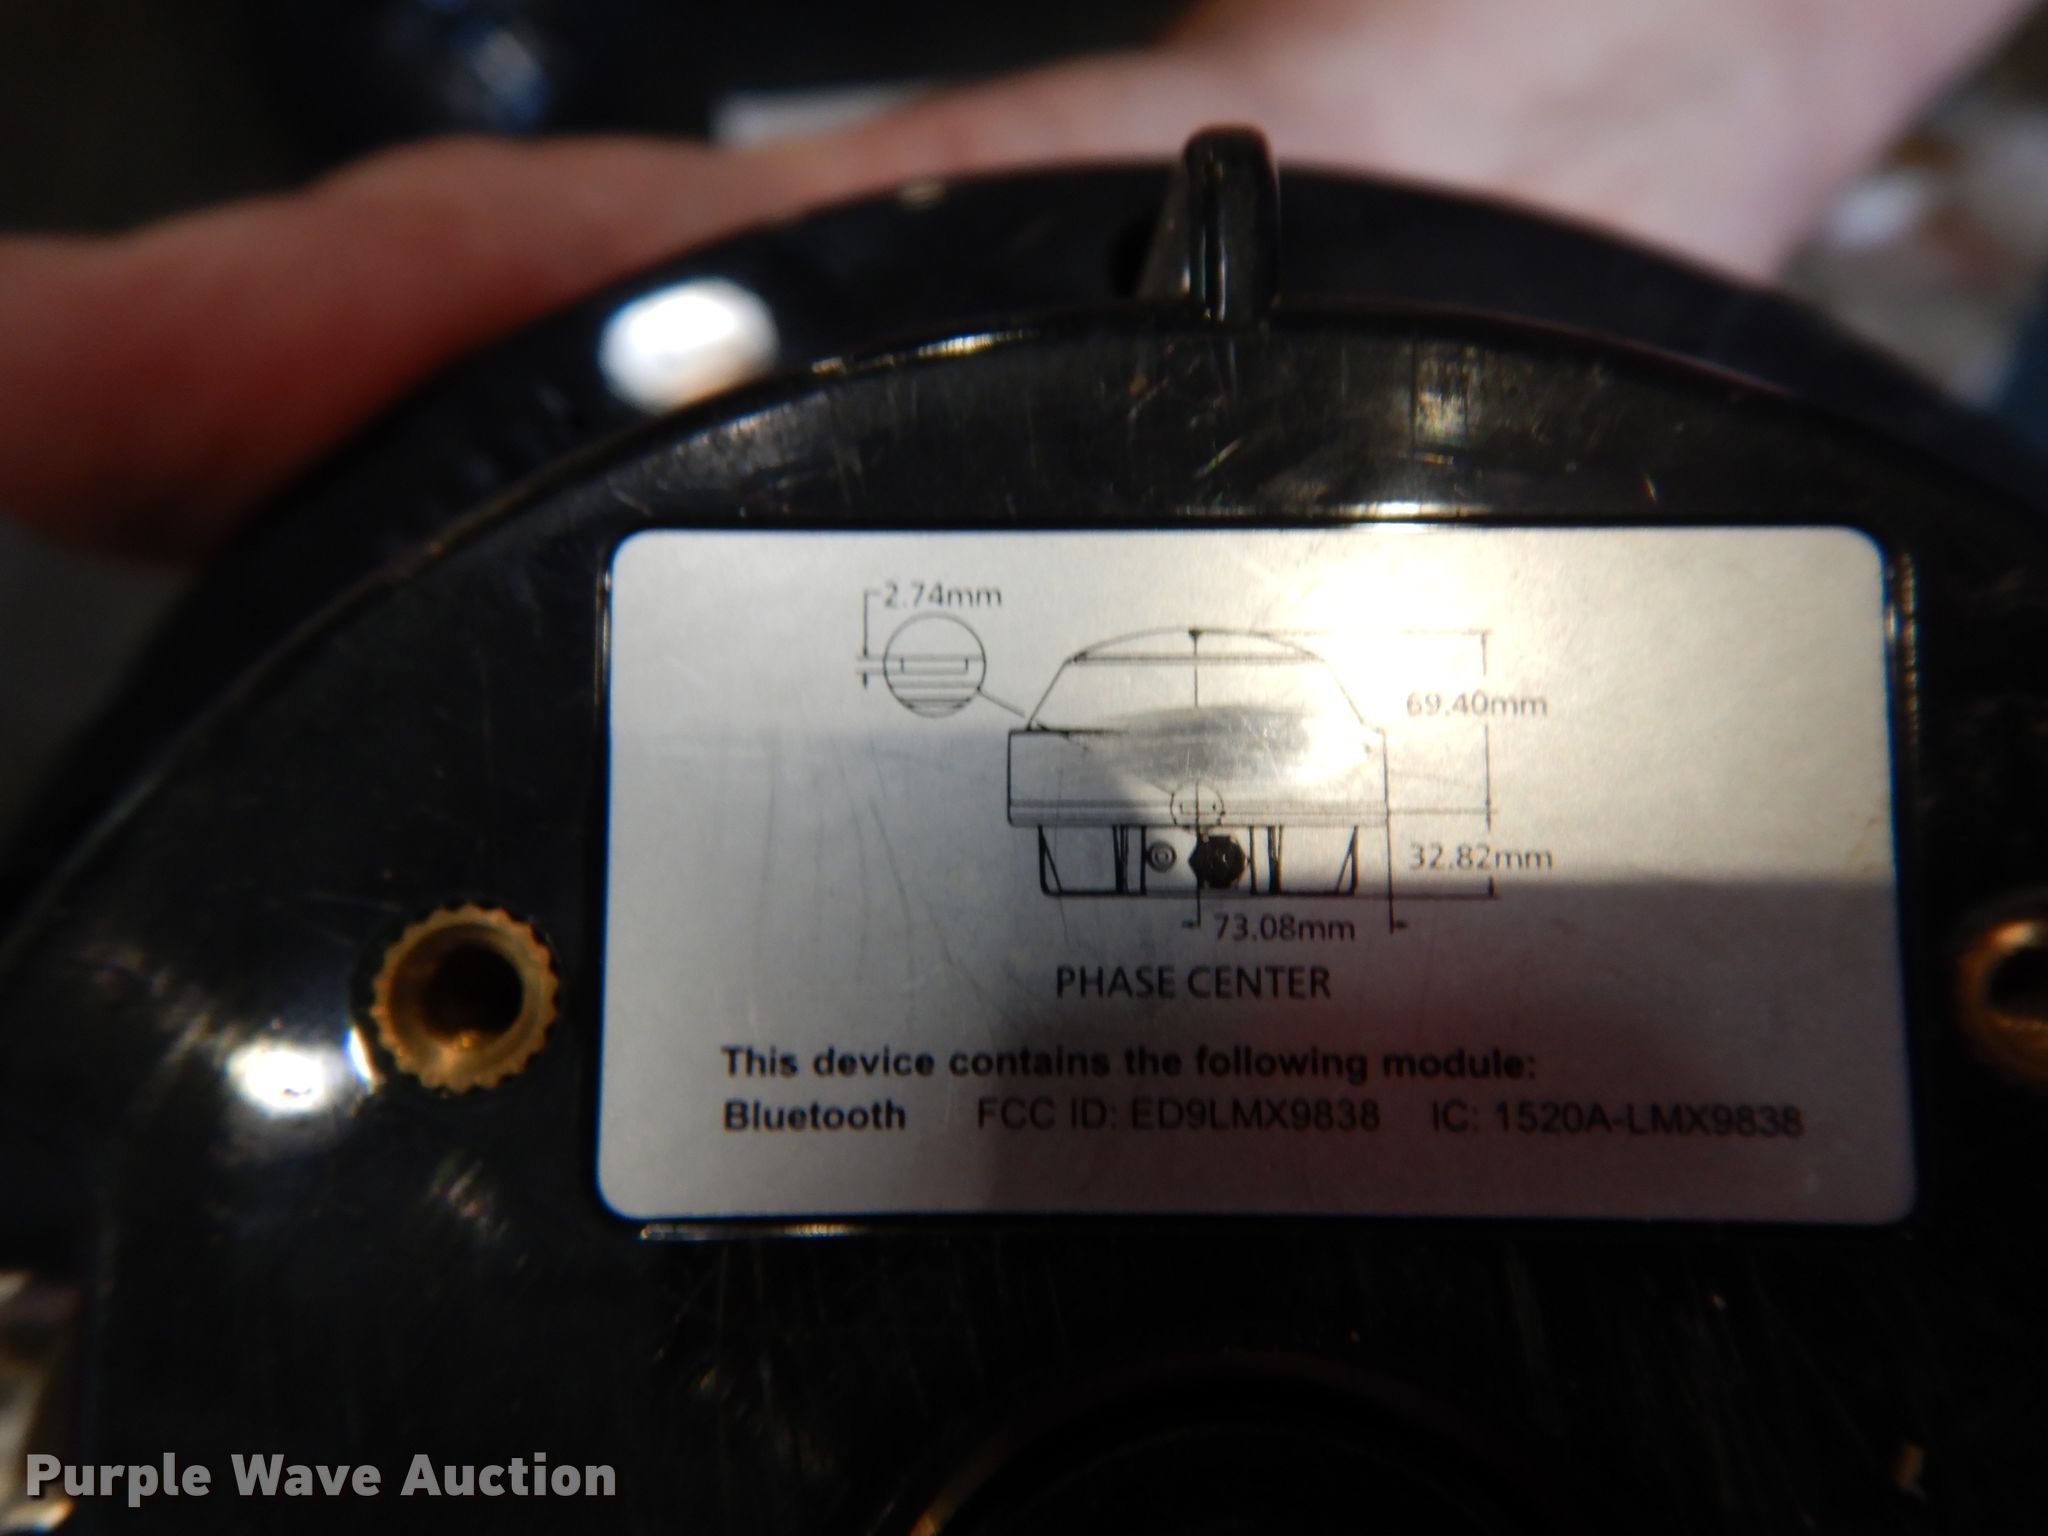 2.74mm
69.40mm
32.82mm
73.08mm
PHASE CENTER
This device contains the following module:
Bluetooth FCC ID: ED9LMX9838 IC: 1520A-LMX9838
Purple Wave Auction